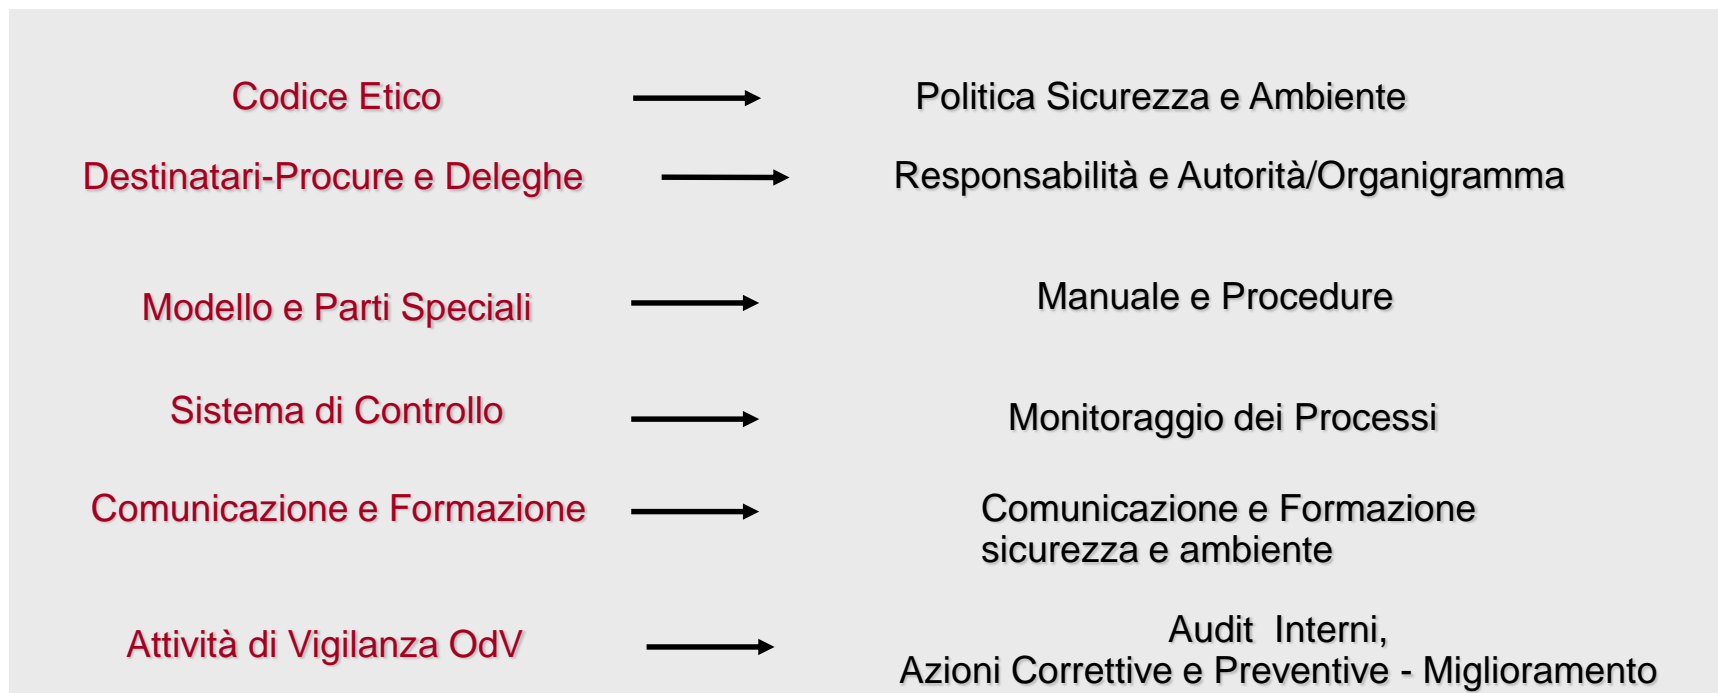 Codice Etico
Politica Sicurezza e Ambiente
Destinatari-Procure e Deleghe
Responsabilità e Autorità/Organigramma
Modello e Parti Speciali
Manuale e Procedure
Sistema di Controllo
Monitoraggio dei Processi
Comunicazione e Formazione
Comunicazione e Formazione
sicurezza e ambiente
Attività di Vigilanza OdV
Audit  Interni,
Azioni Correttive e Preventive - Miglioramento